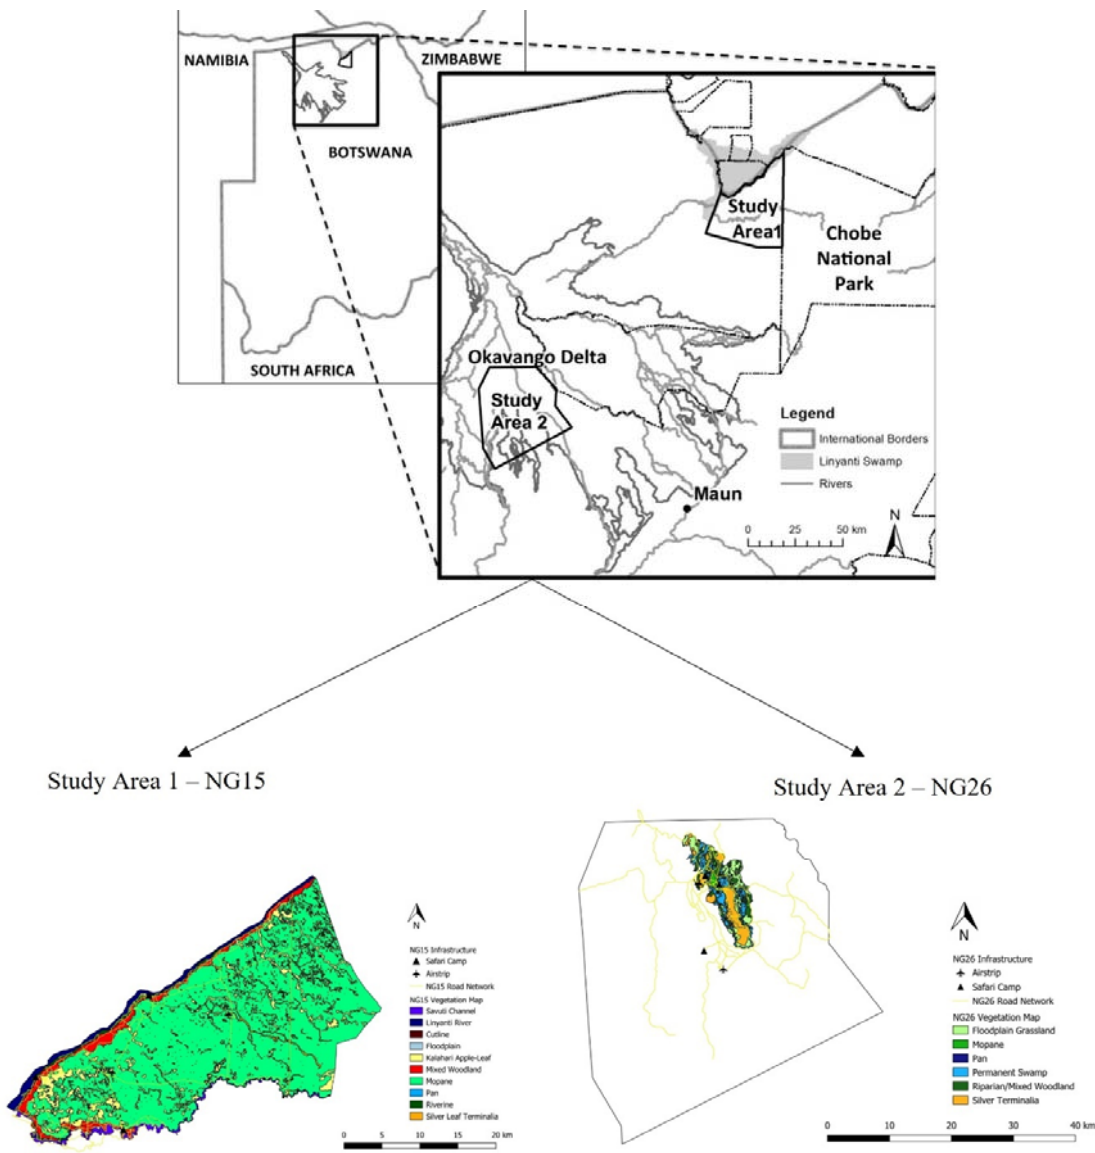 NAMIBIA
ZIMBABWE
BOTSWANA
SOUTH AFRICA
Study
Area1
Chobe
National
Park
Okavango Delta
Study
Area 2
Legend
International Borders
Linyanti Swamp
Rivers
Maun
N
0 25 50 km
Study Area 1 – NG15
Study Area 2 – NG26
N
NG15 Infrastructure
Safari Camp
Airstrip
NG15 Road Network
NG15 Vegetation Map
Savuti Channel
Linyanti River
Cutline
Floodplain
Kalahari Apple-Leaf
Mixed Woodland
Mopane
Pan
Riverine
Silver Leaf Terminalia
0 5 10 15 20 km
N
NG26 Infrastructure
Airstrip
Safari Camp
NG26 Road Network
NG26 Vegetation Map
Floodplain Grassland
Mopane
Pan
Permanent Swamp
Riparian/Mixed Woodland
Silver Terminalia
0 10 20 30 40 km